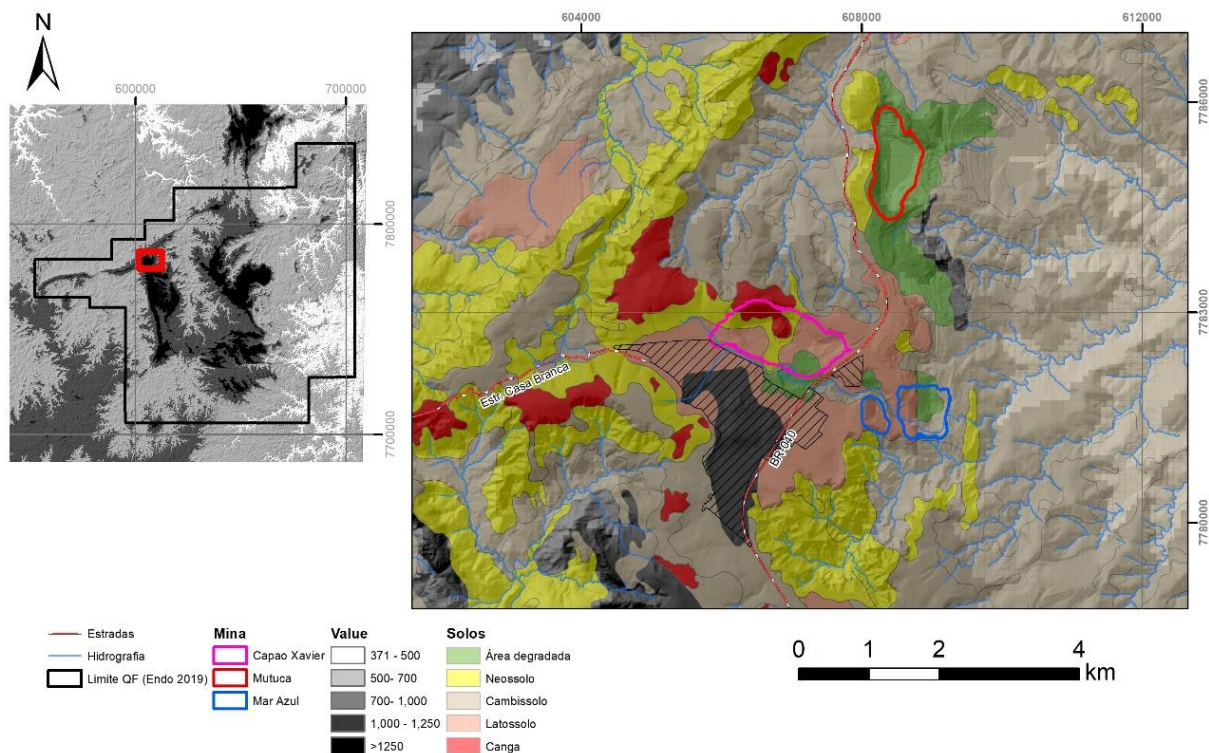 N
600000
700000
7800000
7700000
604000
608000
612000
7786000
7783000
7780000
Estr. Casa Branca
BR-040
Estradas
Hidrografia
Limite QF (Endo 2019)
Mina
Capao Xavier
Mutuca
Mar Azul
Value
371 - 500
500- 700
700- 1,000
1,000 - 1,250
>1250
Solos
Área degradada
Neossolo
Cambissolo
Latossolo
Canga
0 1 2 4
km